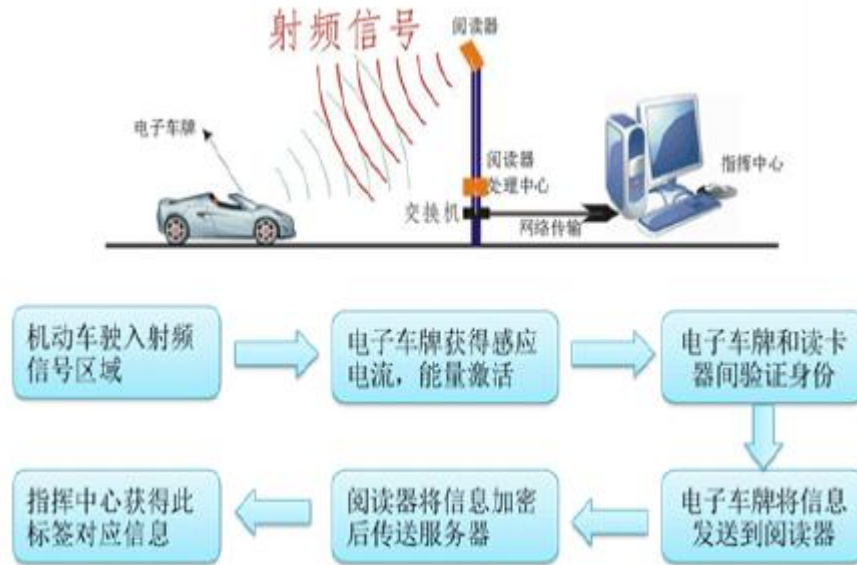 射频信号
阅读器
电子车牌
阅读器
处理中心
指挥中心
交换机
网络传输
机动车驶入射频
信号区域
电子车牌获得感应
电流，能量激活
电子车牌和读卡
器间验证身份
电子车牌将信息
发送到阅读器
阅读器将信息加密
后传送服务器
指挥中心获得此
标签对应信息